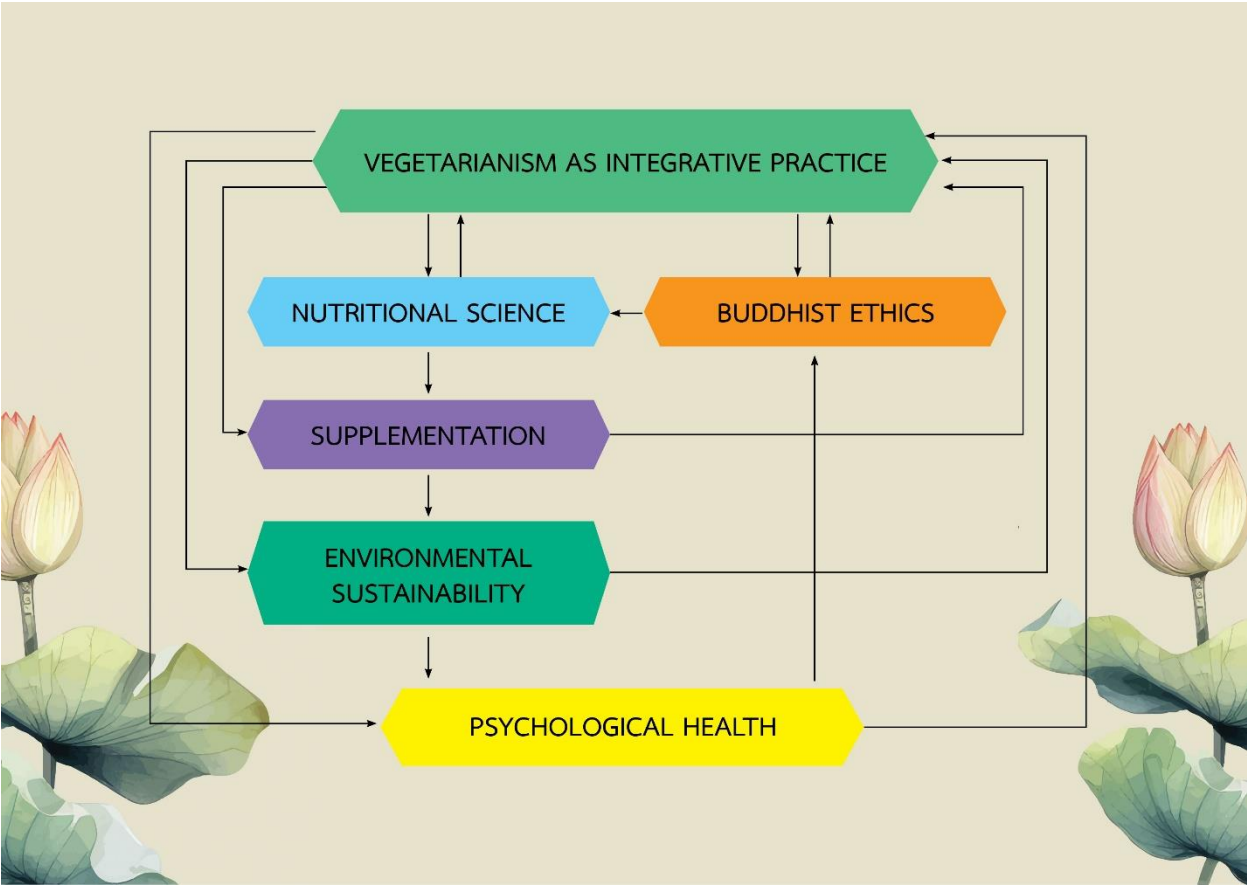 VEGETARIANISM AS INTEGRATIVE PRACTICE
NUTRITIONAL SCIENCE
BUDDHIST ETHICS
SUPPLEMENTATION
ENVIRONMENTAL
SUSTAINABILITY
PSYCHOLOGICAL HEALTH